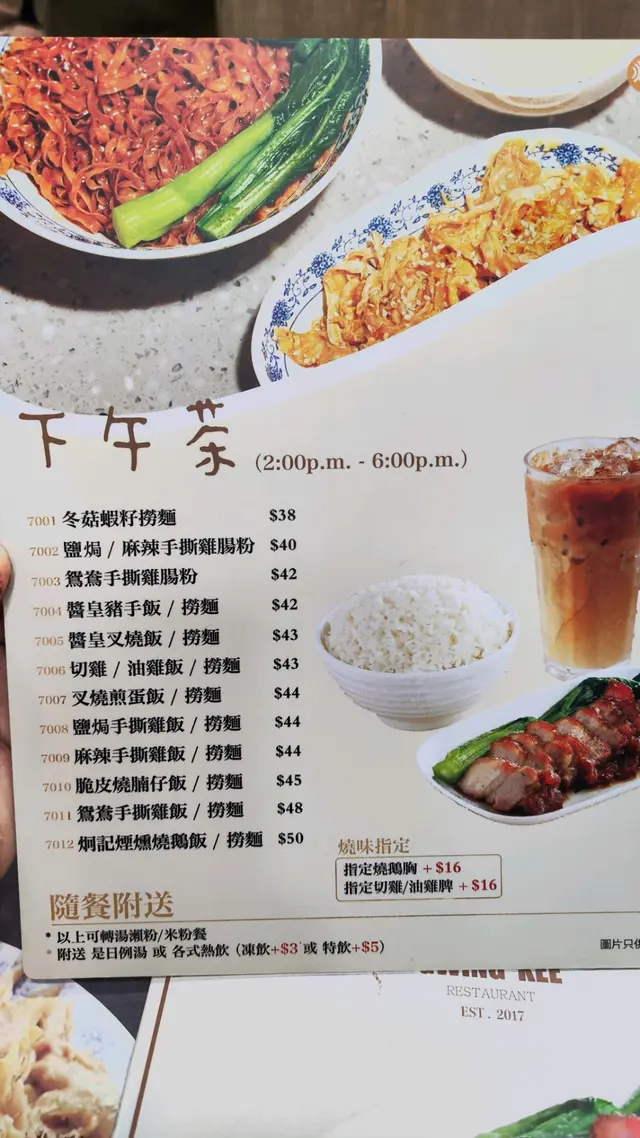 下午茶 (2:00p.m. - 6:00p.m.)
7001 冬菇蝦籽撈麵 $38
7002 鹽焗 / 麻辣手撕雞腸粉 $40
7003 鴛鴦手撕雞腸粉 $42
7004 醬皇豬手飯 / 撈麵 $42
7005 醬皇叉燒飯 / 撈麵 $43
7006 切雞 / 油雞飯 / 撈麵 $43
7007 叉燒煎蛋飯 / 撈麵 $44
7008 鹽焗手撕雞飯 / 撈麵 $44
7009 麻辣手撕雞飯 / 撈麵 $44
7010 脆皮燒腩仔飯 / 撈麵 $45
7011 鴛鴦手撕雞飯 / 撈麵 $48
7012 炯記煙燻燒鵝飯 / 撈麵 $50
燒味指定
指定燒鵝胸 + $16
指定切雞/油雞髀 + $16
隨餐附送
* 以上可轉湯瀨粉/米粉餐
* 附送 是日例湯 或 各式熱飲 (凍飲+$3 或 特飲+$5)
圖片只供
KEE
RESTAURANT
EST . 2017